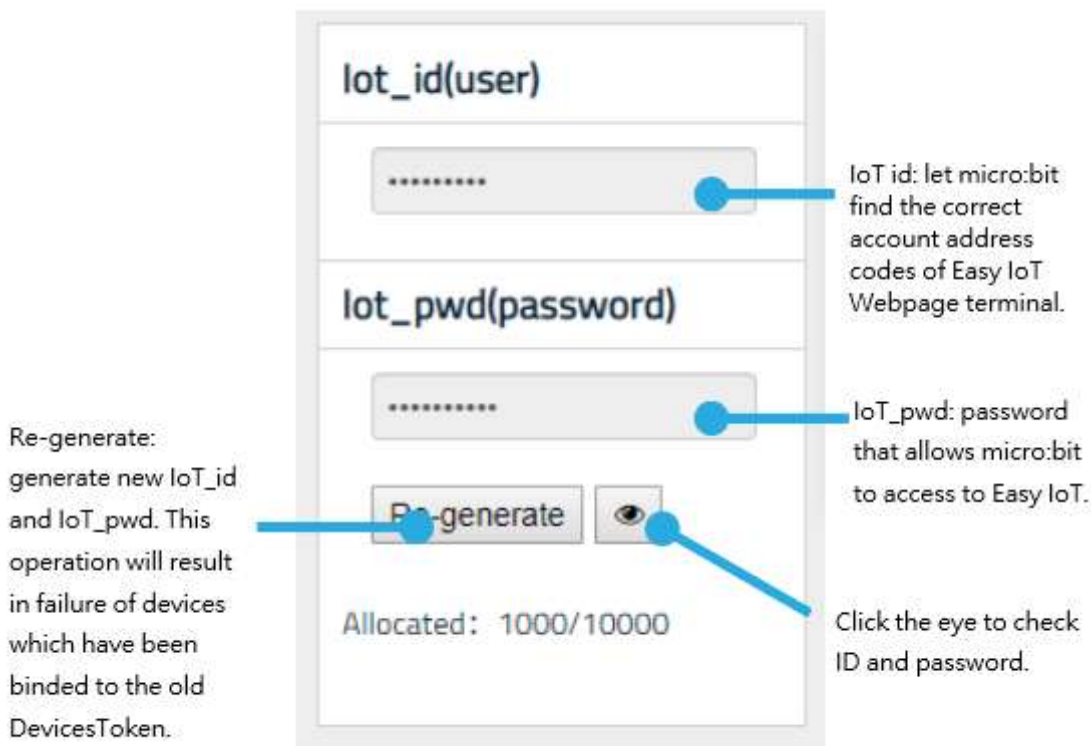 Iot_id(user)
•••••••••
IoT id: let micro:bit
find the correct
account address
codes of Easy IoT
Webpage terminal.
Iot_pwd(password)
••••••••••
IoT_pwd: password
that allows micro:bit
to access to Easy IoT.
Re-generate:
generate new IoT_id
and IoT_pwd. This
operation will result
in failure of devices
which have been
binded to the old
DevicesToken.
Re-generate
Allocated: 1000/10000
Click the eye to check
ID and password.